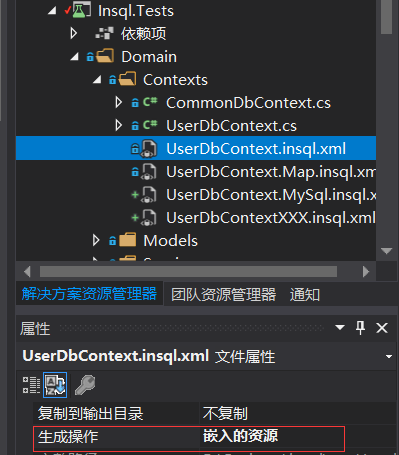 Insql.Tests
依赖项
Domain
Contexts
C# CommonDbContext.cs
C# UserDbContext.cs
UserDbContext.insql.xml
UserDbContext.Map.insql.xm
UserDbContext.MySql.insql.x
UserDbContextXXX.insql.xml
Models
解决方案资源管理器 团队资源管理器 通知
属性
UserDbContext.insql.xml 文件属性
复制到输出目录 不复制
生成操作 嵌入的资源